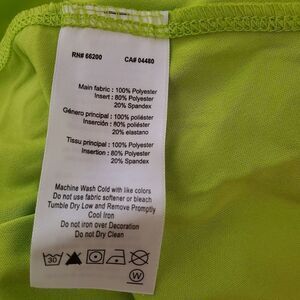 RN# 66200 CA# 04480
Main fabric : 100% Polyester
Insert : 80% Polyester
20% Spandex
Género principal : 100% poliéster
Inserción : 80% poliéster
20% elastano
Tissu principal : 100% Polyester
Insertion : 80% Polyester
20% Spandex
Machine Wash Cold with like colors
Do not use fabric softener or bleach
Tumble Dry Low and Remove Promptly
Cool Iron
Do not iron over Decoration
Do not Dry Clean
30
W